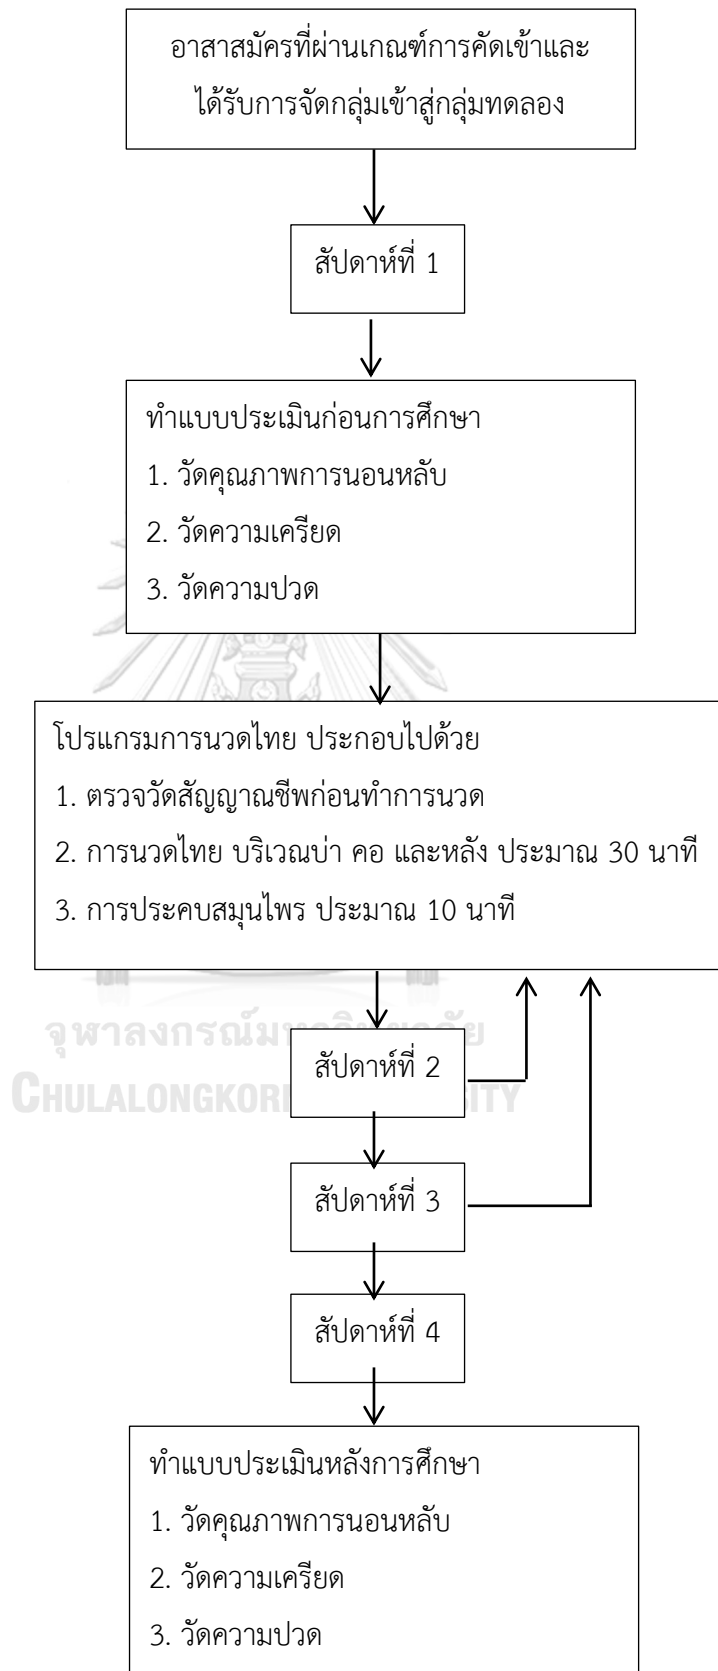 อาสาสมัครที่ผ่านเกณฑ์การคัดเข้าและ
ได้รับการจัดกลุ่มเข้าสู่กลุ่มทดลอง
สัปดาห์ที่ 1
ทำแบบประเมินก่อนการศึกษา
1. วัดคุณภาพการนอนหลับ
2. วัดความเครียด
3. วัดความปวด
โปรแกรมการนวดไทย ประกอบไปด้วย
1. ตรวจวัดสัญญาณชีพก่อนทำการนวด
2. การนวดไทย บริเวณบ่า คอ และหลัง ประมาณ 30 นาที
3. การประคบสมุนไพร ประมาณ 10 นาที
จุฬาลงกรณ์
CHULALONGKOR
สัปดาห์ที่ 2
สัปดาห์ที่ 3
สัปดาห์ที่ 4
ทำแบบประเมินหลังการศึกษา
1. วัดคุณภาพการนอนหลับ
2. วัดความเครียด
3. วัดความปวด